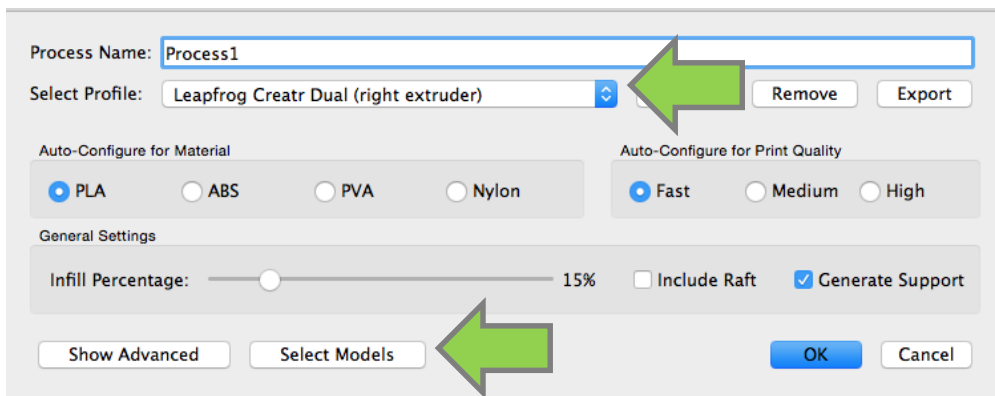 Process Name: Process1
Select Profile: Leapfrog Creatr Dual (right extruder) Remove Export
Auto-Configure for Material Auto-Configure for Print Quality
PLA ABS PVA Nylon Fast Medium High
General Settings
Infill Percentage: 15% Include Raft Generate Support
Show Advanced Select Models OK Cancel